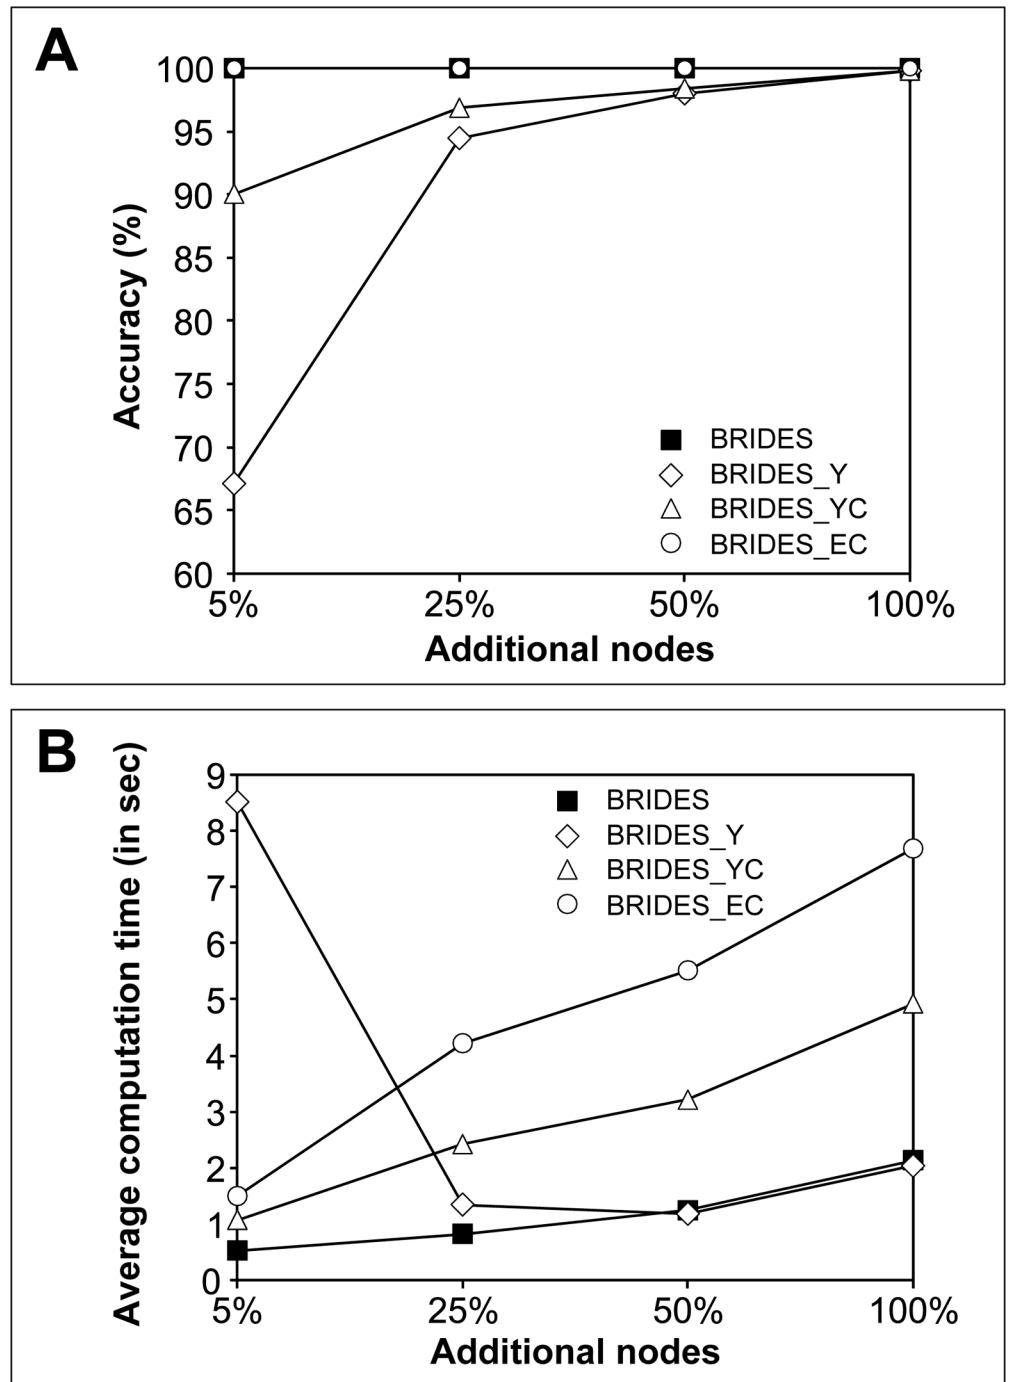 A
Accuracy (%)
100
95
90
85
80
75
70
65
60
BRIDES
BRIDES_Y
BRIDES_YC
BRIDES_EC
5% 25% 50% 100%
Additional nodes
B
Average computation time (in sec)
9
8
7
6
5
4
3
2
1
0
BRIDES
BRIDES_Y
BRIDES_YC
BRIDES_EC
5% 25% 50% 100%
Additional nodes